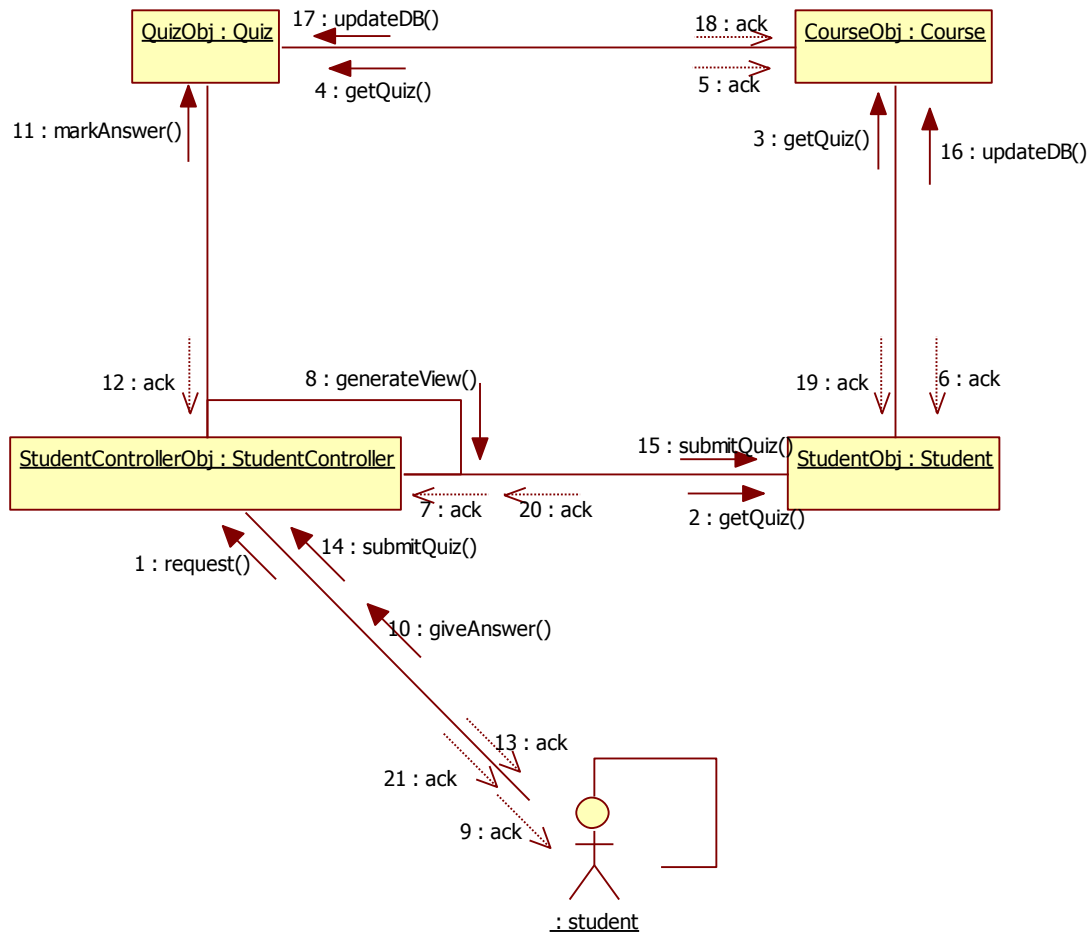 17 : updateDB()
18 : ack
QuizObj : Quiz
CourseObj : Course
4 : getQuiz()
5 : ack
11 : markAnswer()
3 : getQuiz()
16 : updateDB()
12 : ack
8 : generateView()
19 : ack
6 : ack
15 : submitQuiz()
StudentControllerObj : StudentController
StudentObj : Student
7 : ack
20 : ack
2 : getQuiz()
14 : submitQuiz()
1 : request()
10 : giveAnswer()
13 : ack
21 : ack
9 : ack
: student